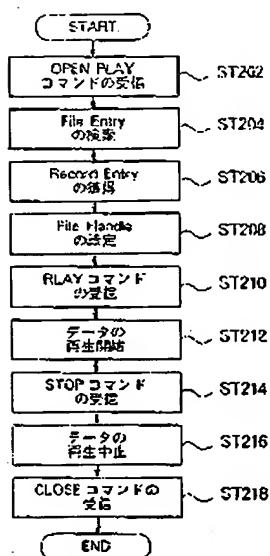 START
OPEN PLAY
コマンドの受信
ST202
File Entry
の検索
ST204
Record Entry
の獲得
ST206
File Handle
の設定
ST208
RLAY コマンド
の受信
ST210
データの
再生開始
ST212
STOP コマンド
の受信
ST214
データの
再生中止
ST216
CLOSE コマンドの
受信
ST218
END